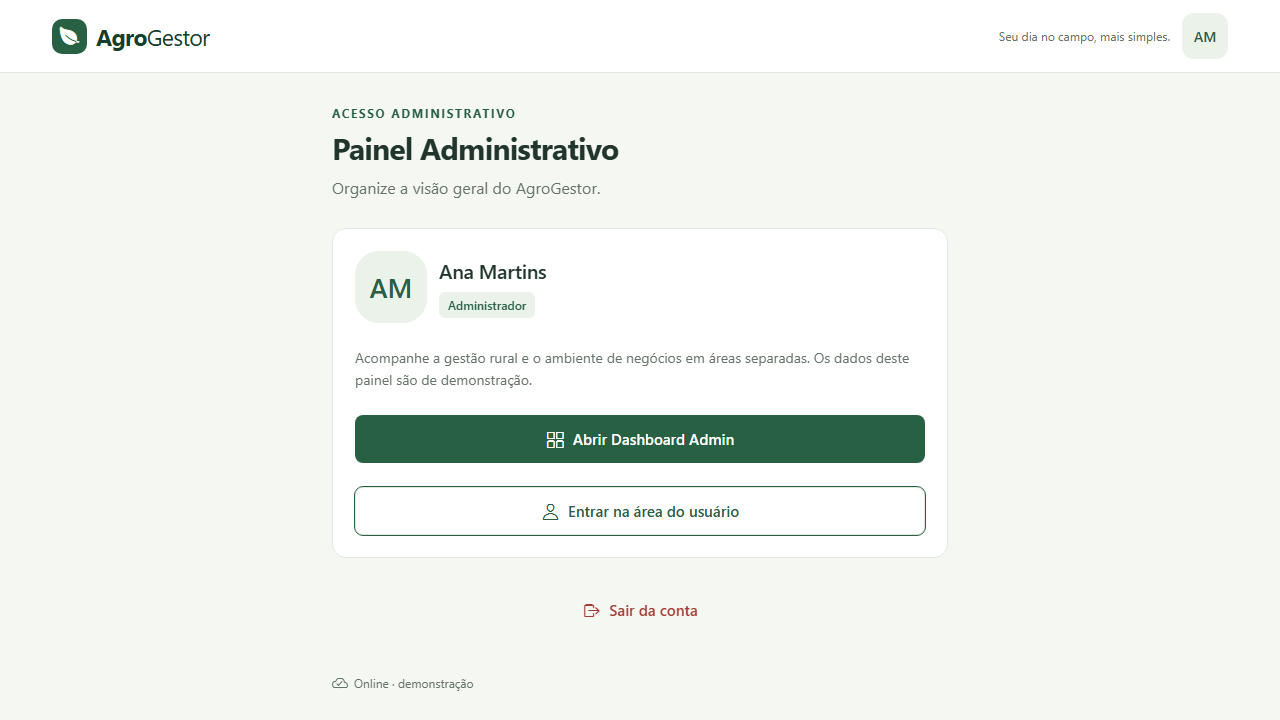 AgroGestor
Seu dia no campo, mais simples.
AM
ACESSO ADMINISTRATIVO
Painel Administrativo
Organize a visão geral do AgroGestor.
AM
Ana Martins
Administrador
Acompanhe a gestão rural e o ambiente de negócios em áreas separadas. Os dados deste
painel são de demonstração.
Abrir Dashboard Admin
Entrar na área do usuário
Sair da conta
Online · demonstração